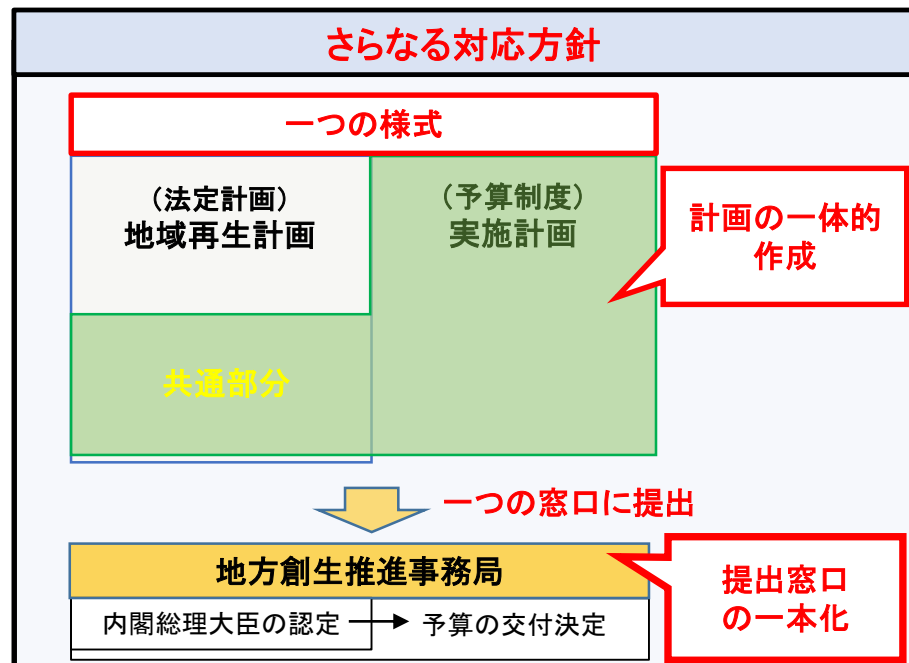 さらなる対応方針
一つの様式
（法定計画）
地域再生計画
（予算制度）
実施計画
計画の一体的
作成
共通部分
一つの窓口に提出
地方創生推進事務局
内閣総理大臣の認定
予算の交付決定
提出窓口
の一本化